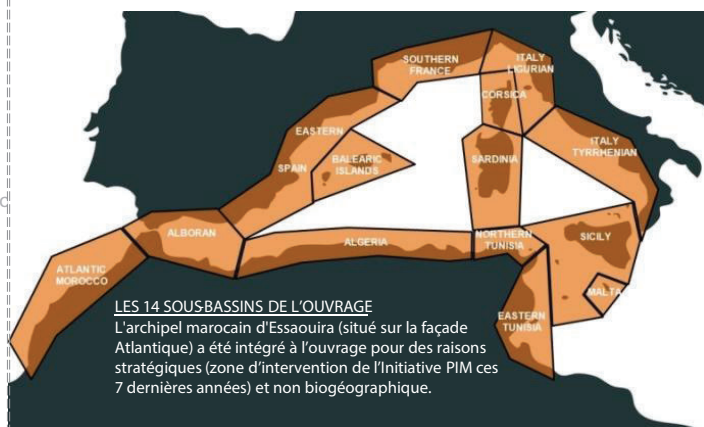 SOUTHERN
FRANCE
ITALY
LIGURIAN
CORSICA
EASTERN
SPAIN
BALEARIC
ISLANDS
SARDINIA
ITALY
TYRRHENIAN
ALBORAN
ALGERIA
NORTHERN
TUNISIA
SICILY
ATLANTIC
MOROCCO
MALTA
EASTERN
TUNISIA
LES 14 SOUS-BASSINS DE L'OUVRAGE
L'archipel marocain d'Essaouira (situé sur la façade
Atlantique) a été intégré à l'ouvrage pour des raisons
stratégiques (zone d'intervention de l'Initiative PIM ces
7 dernières années) et non biogéographique.